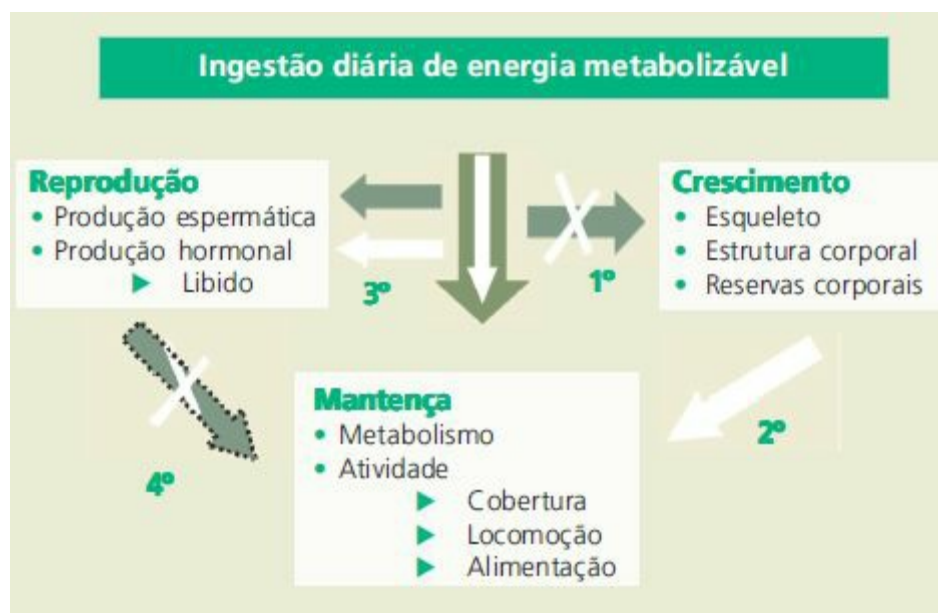 Ingestão diária de energia metabolizável
Reprodução
• Produção espermática
• Produção hormonal
▶ Libido
3º
1º
Crescimento
• Esqueleto
• Estrutura corporal
• Reservas corporais
4º
2º
Mantença
• Metabolismo
• Atividade
▶ Cobertura
▶ Locomoção
▶ Alimentação